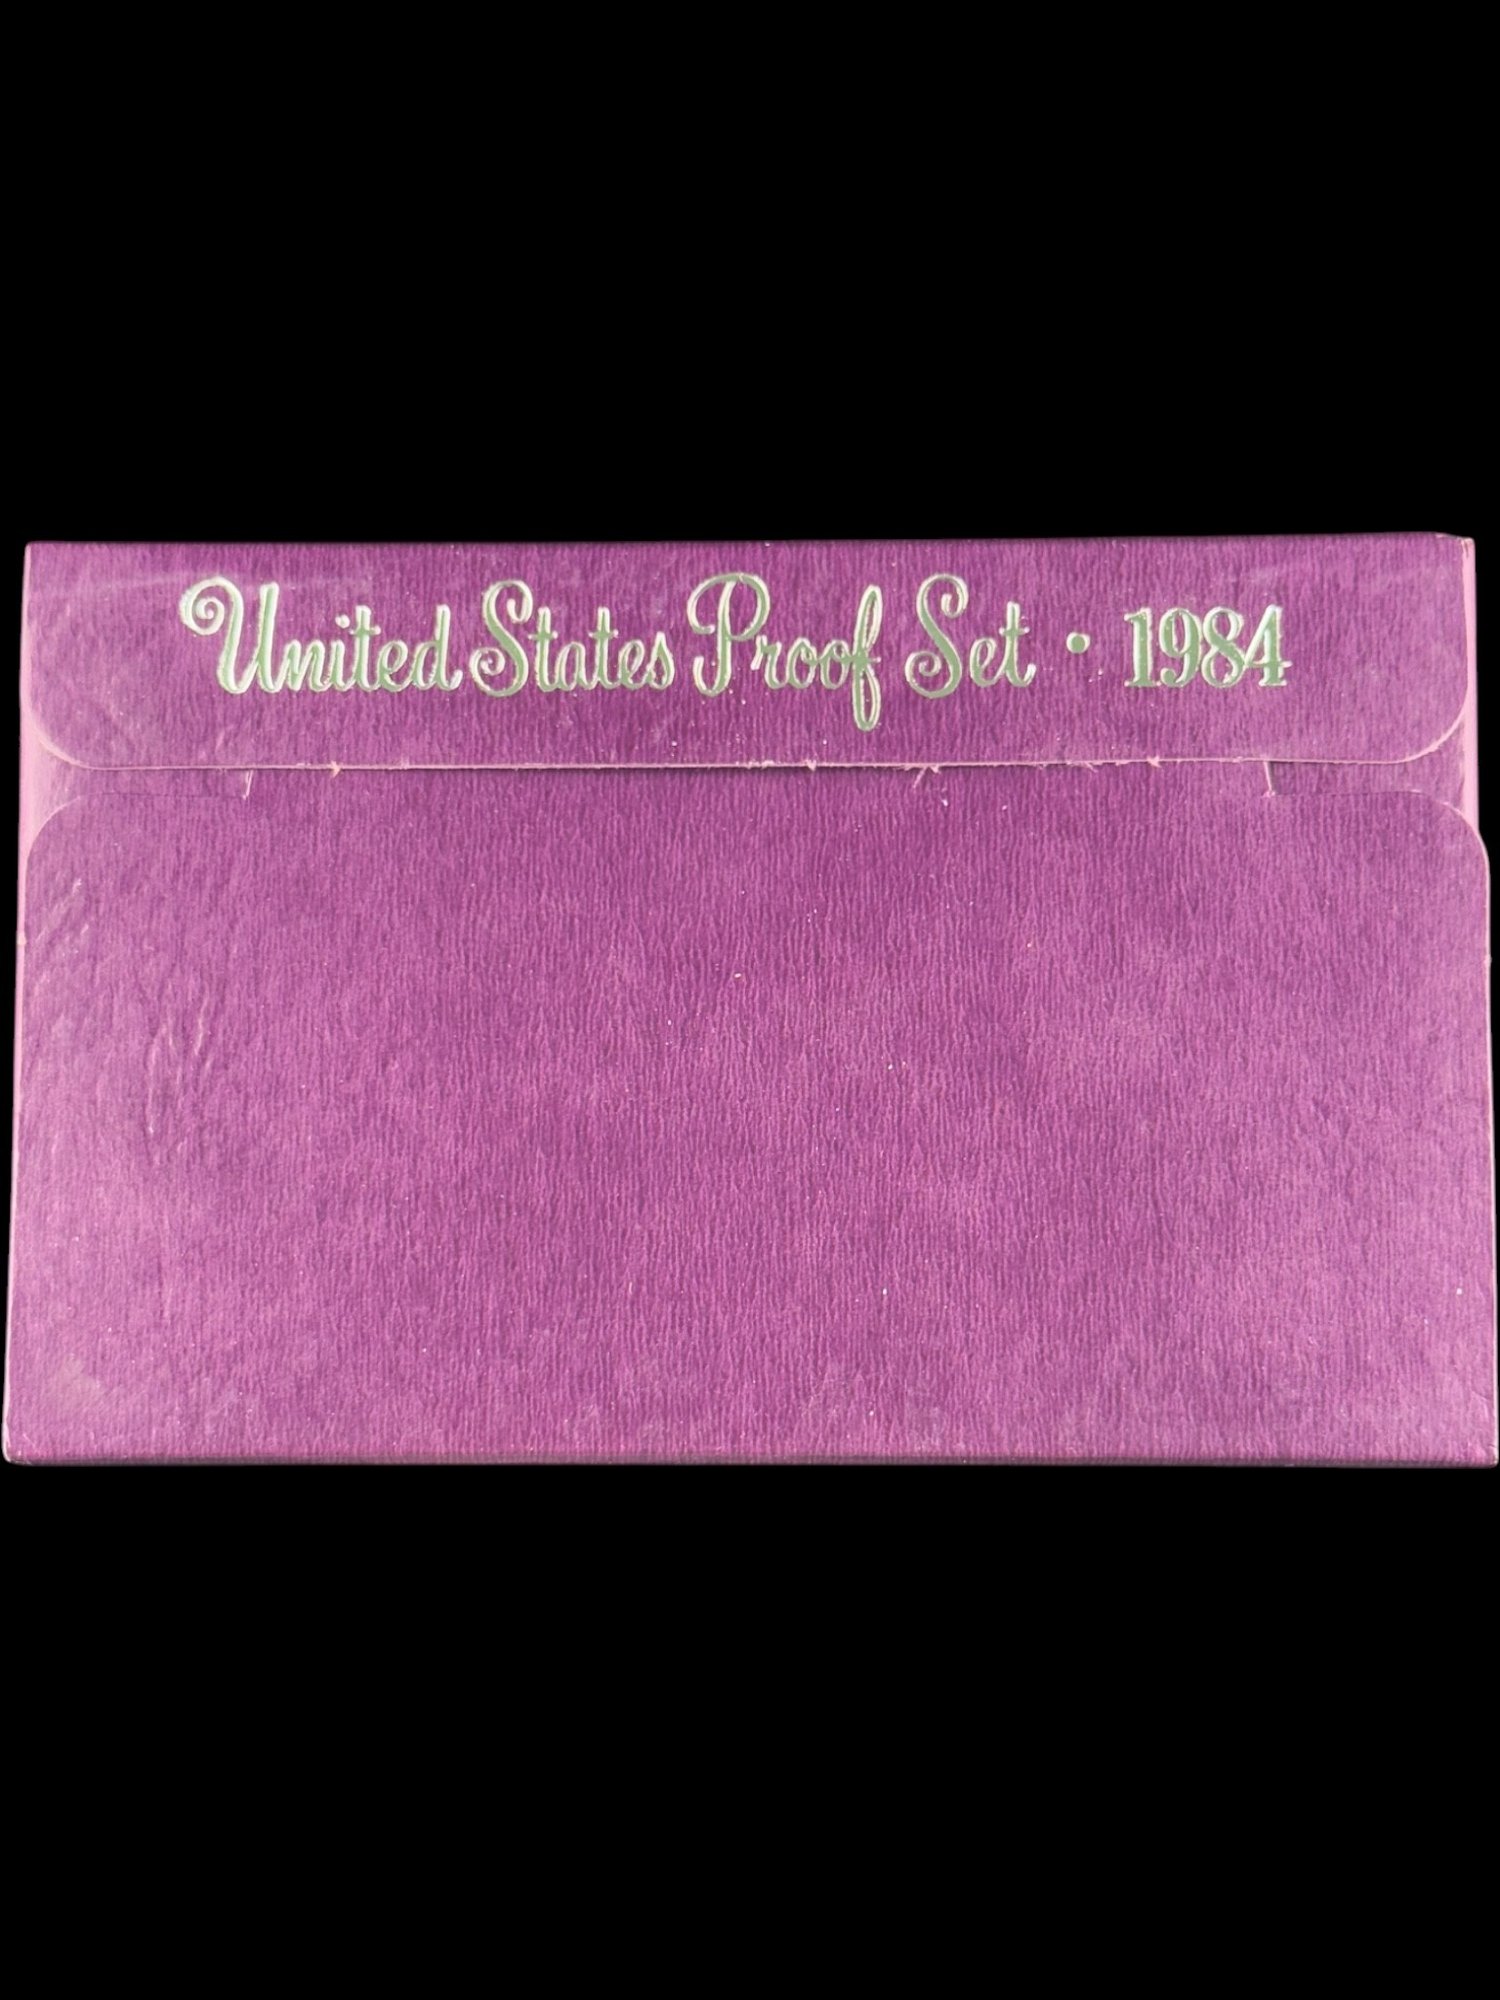 United States Proof Set · 1984